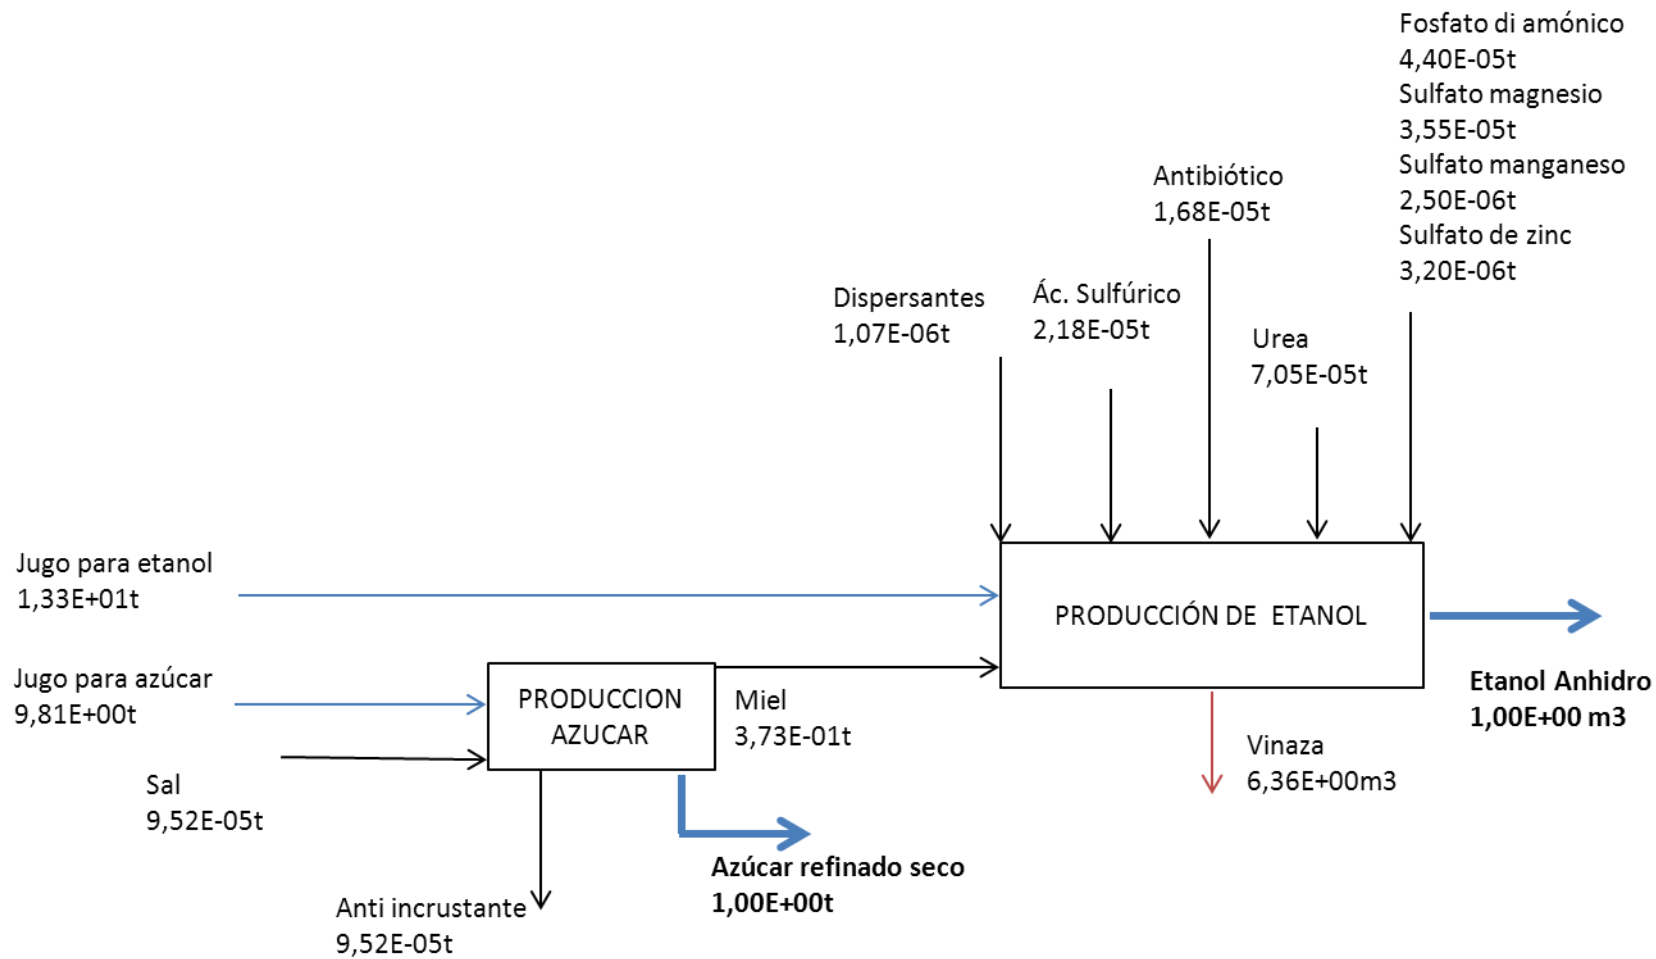 Fosfato di amónico
4,40E-05t
Sulfato magnesio
3,55E-05t
Sulfato manganeso
2,50E-06t
Sulfato de zinc
3,20E-06t
Antibiótico
1,68E-05t
Dispersantes
1,07E-06t
Ác. Sulfúrico
2,18E-05t
Urea
7,05E-05t
Jugo para etanol
1,33E+01t
PRODUCCIÓN DE ETANOL
Jugo para azúcar
9,81E+00t
PRODUCCION
AZUCAR
Miel
3,73E-01t
Etanol Anhidro
1,00E+00 m3
Vinaza
6,36E+00m3
Sal
9,52E-05t
Azúcar refinado seco
1,00E+00t
Anti incrustante
9,52E-05t